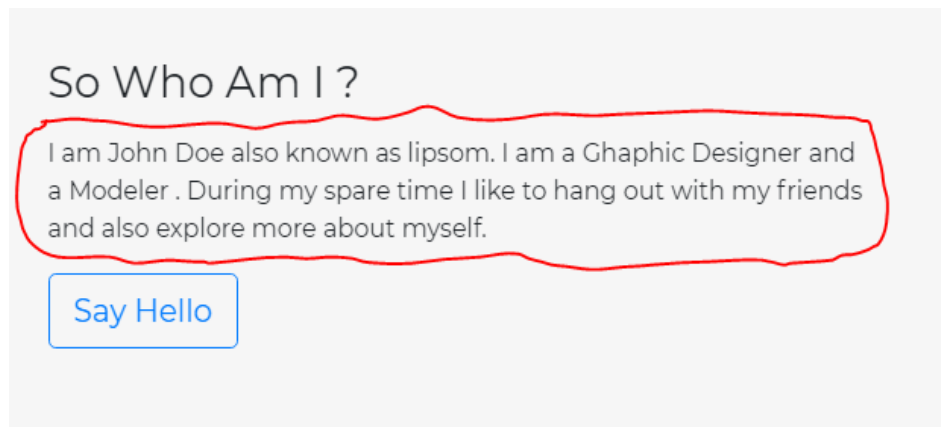 So Who Am I ?
I am John Doe also known as lipsom. I am a Ghaphic Designer and
a Modeler . During my spare time I like to hang out with my friends
and also explore more about myself.
Say Hello